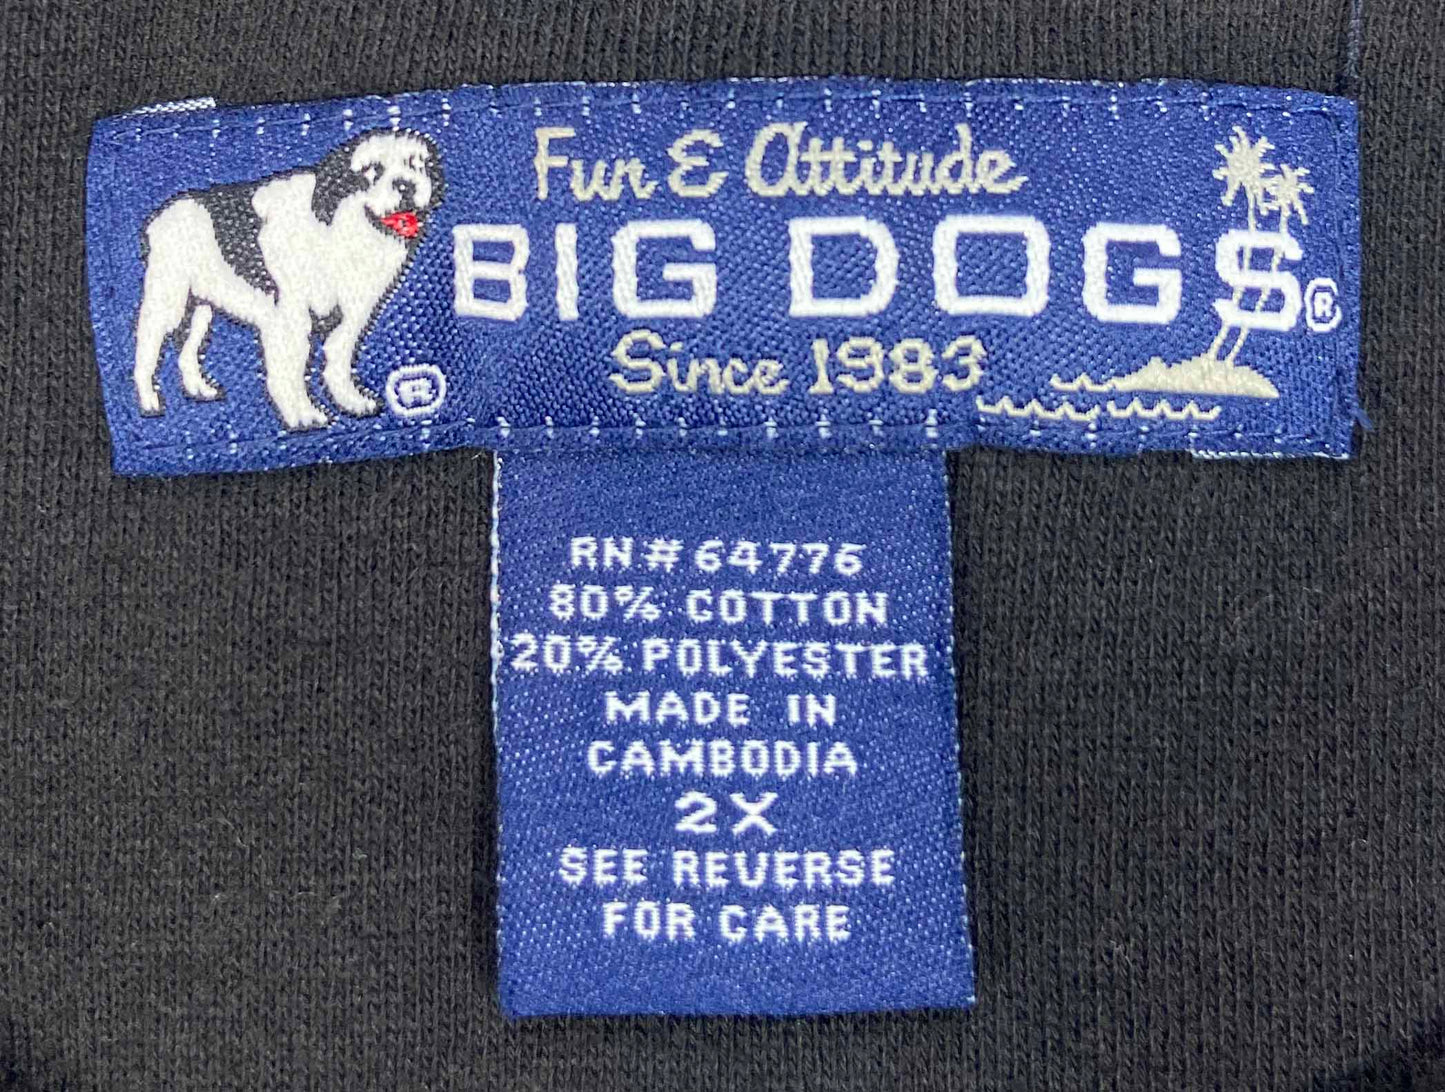 Fun & Attitude
BIG DOGS®
Since 1983
®
RN#64776
80% COTTON
20% POLYESTER
MADE IN
CAMBODIA
2X
SEE REVERSE
FOR CARE